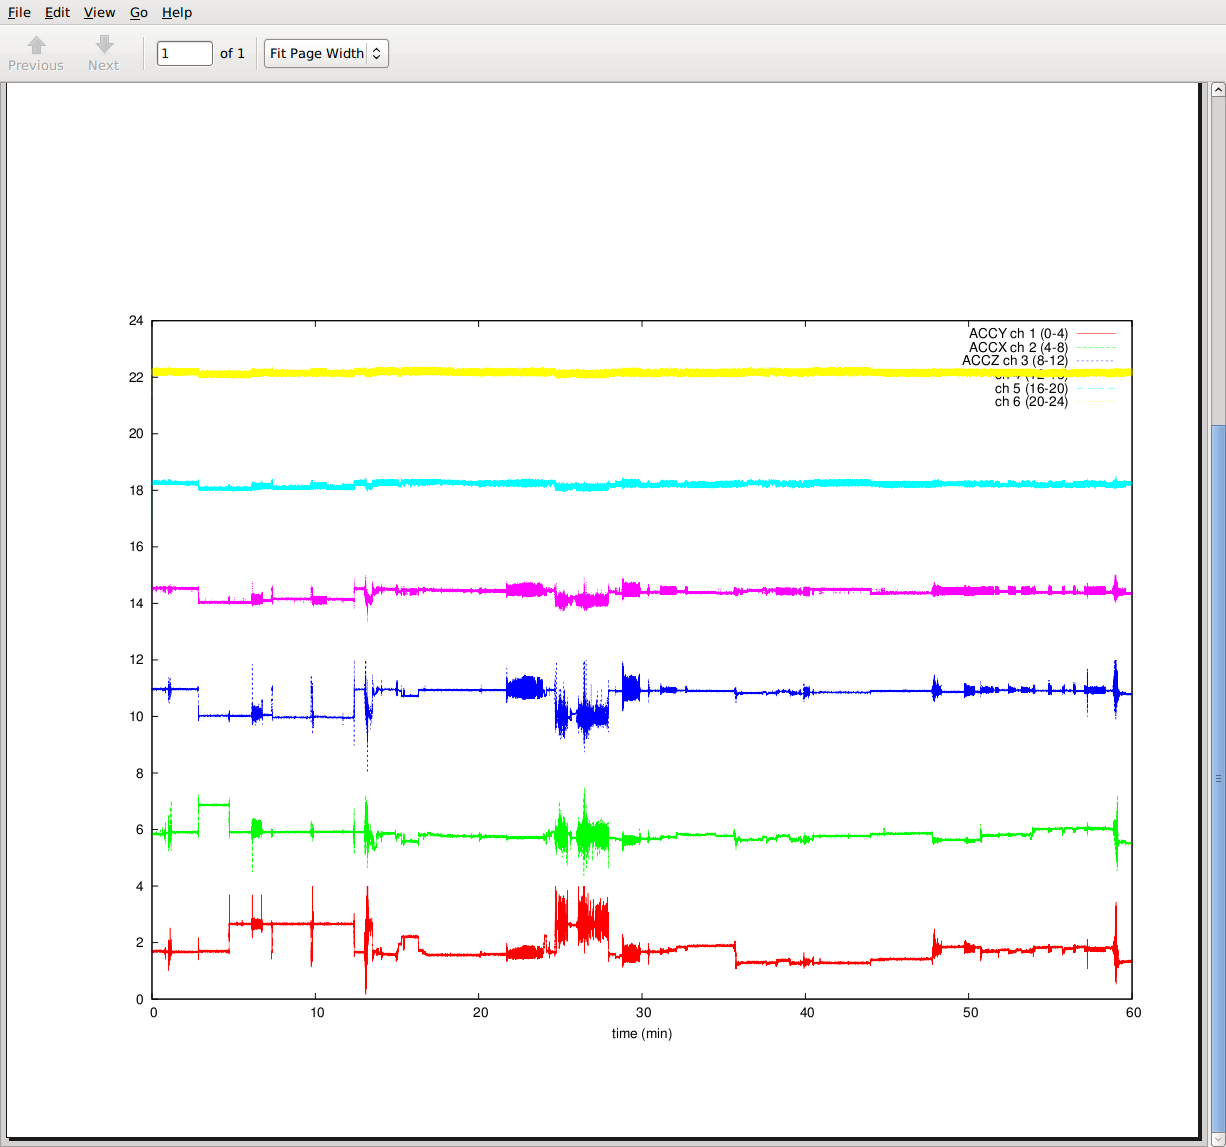 File Edit View Go Help
Previous Next 1 of 1 Fit Page Width
24
22
20
18
16
14
12
10
8
6
4
2
0
ACCY ch 1 (0-4)
ACCX ch 2 (4-8)
ACCZ ch 3 (8-12)
ch 5 (16-20)
ch 6 (20-24)
0 10 20 30 40 50 60
time (min)